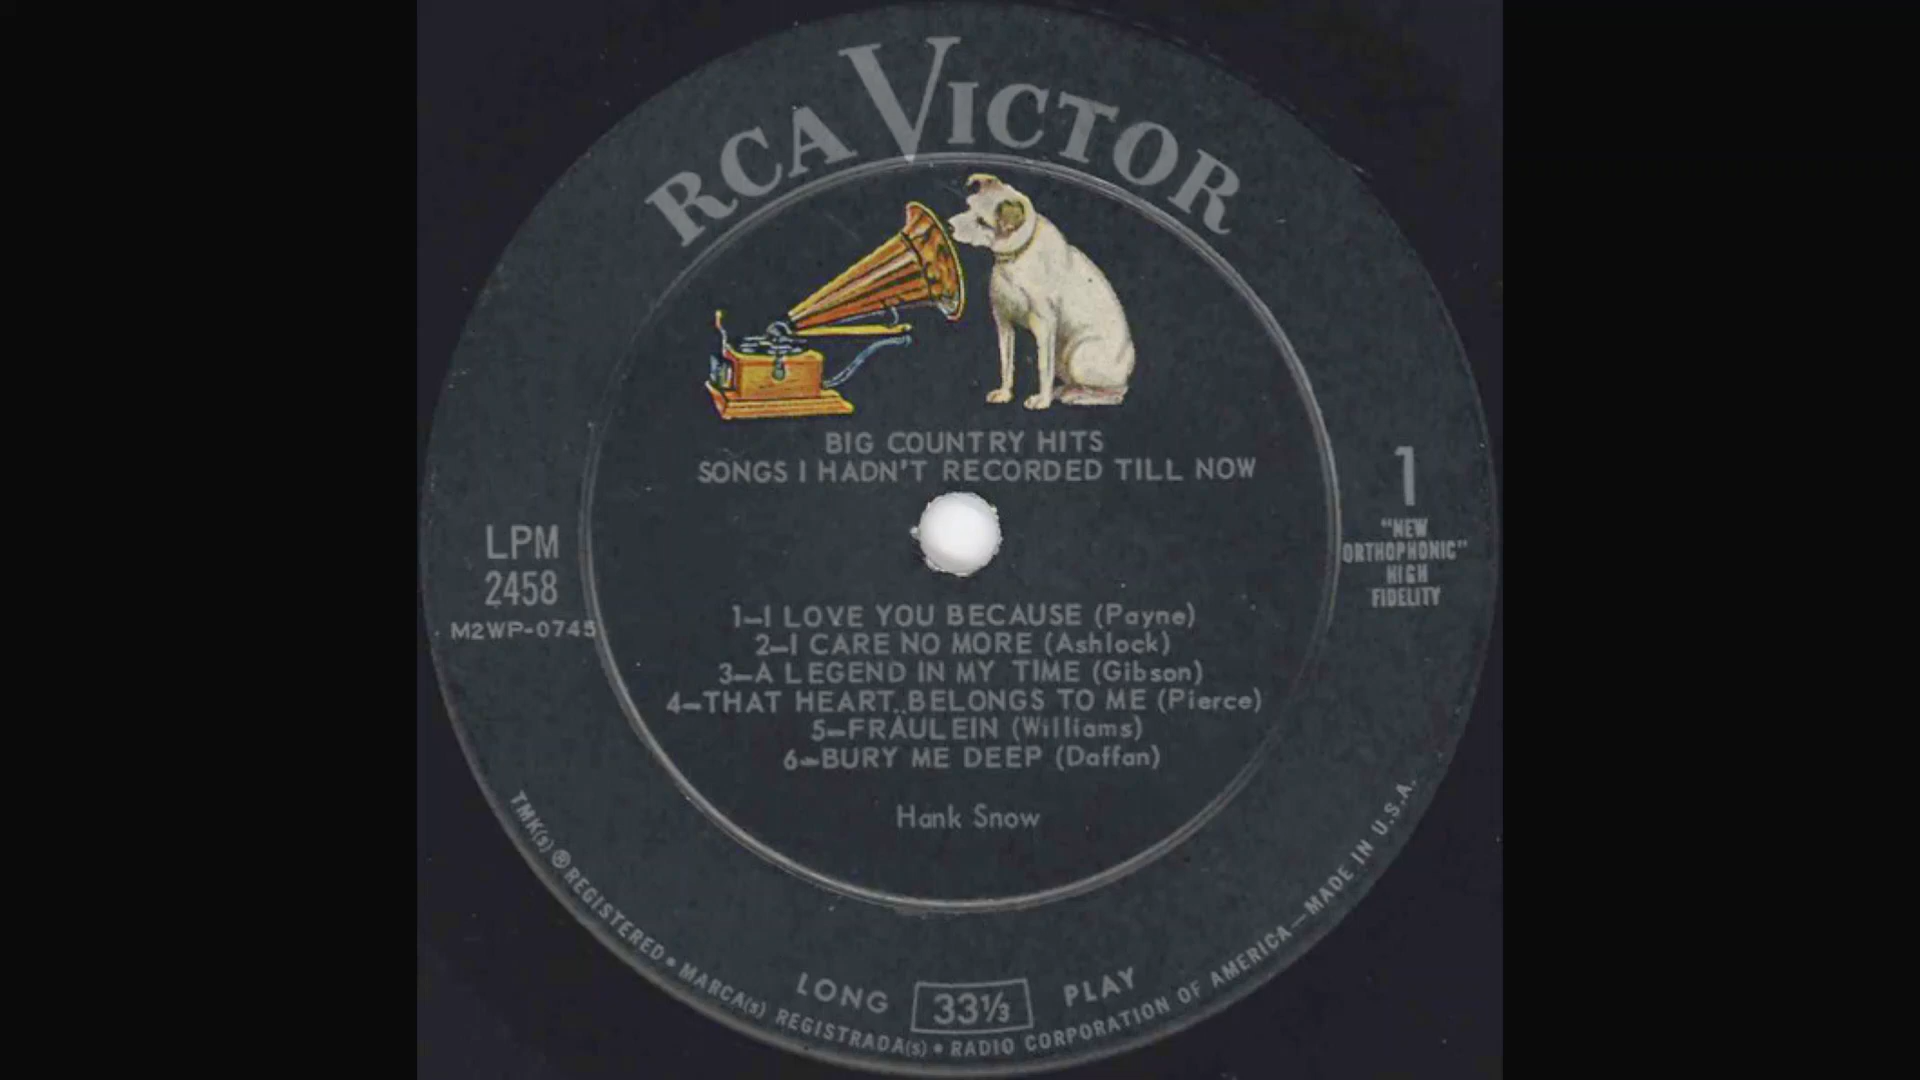 RCA VICTOR
BIG COUNTRY HITS
SONGS I HADN'T RECORDED TILL NOW
LPM
2458
M2WP-0745
1
"NEW
ORTHOPHONIC"
HIGH
FIDELITY
1—I LOVE YOU BECAUSE (Payne)
2—I CARE NO MORE (Ashlock)
3—A LEGEND IN MY TIME (Gibson)
4—THAT HEART BELONGS TO ME (Pierce)
5—FRÄULEIN (Williams)
6—BURY ME DEEP (Daffan)
Hank Snow
LONG 33⅓ PLAY
TMK(s) ® REGISTERED • MARCA(s) REGISTRADA(s) • RADIO CORPORATION OF AMERICA—MADE IN U.S.A.